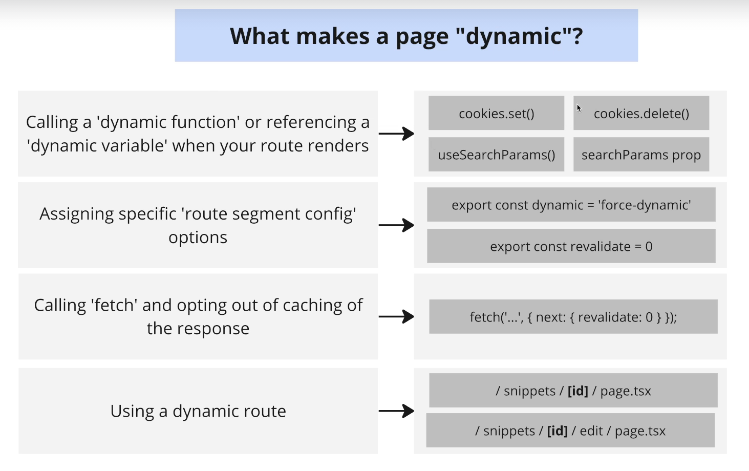 What makes a page "dynamic"?
Calling a 'dynamic function' or referencing a
'dynamic variable' when your route renders
cookies.set()
cookies.delete()
useSearchParams()
searchParams prop
Assigning specific 'route segment config'
options
export const dynamic = 'force-dynamic'
export const revalidate = 0
Calling 'fetch' and opting out of caching of
the response
fetch('...', { next: { revalidate: 0 } });
Using a dynamic route
/ snippets / [id] / page.tsx
/ snippets / [id] / edit / page.tsx